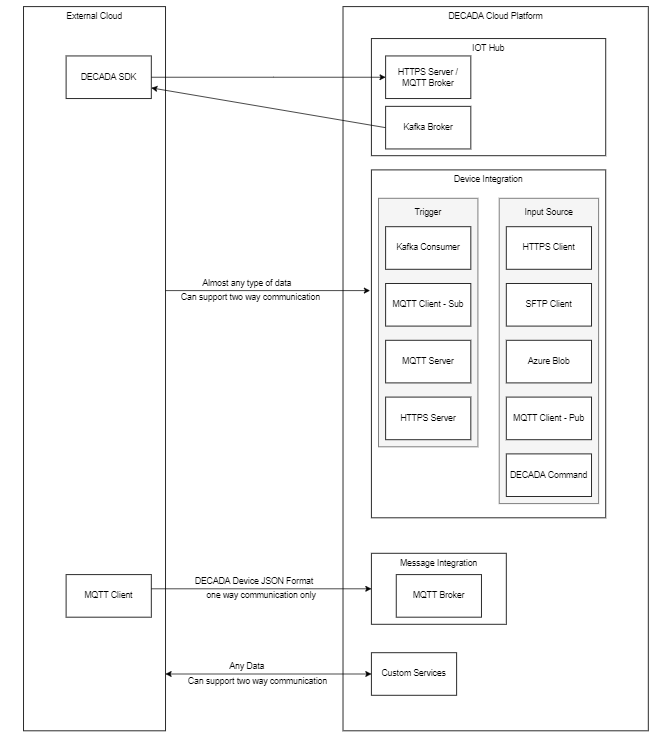 External Cloud
DECADA Cloud Platform
IOT Hub
DECADA SDK
HTTPS Server /
MQTT Broker
Kafka Broker
Device Integration
Trigger
Input Source
Kafka Consumer
HTTPS Client
Almost any type of data
Can support two way communication
MQTT Client - Sub
SFTP Client
MQTT Server
Azure Blob
HTTPS Server
MQTT Client - Pub
DECADA Command
Message Integration
DECADA Device JSON Format
one way communication only
MQTT Client
MQTT Broker
Any Data
Can support two way communication
Custom Services